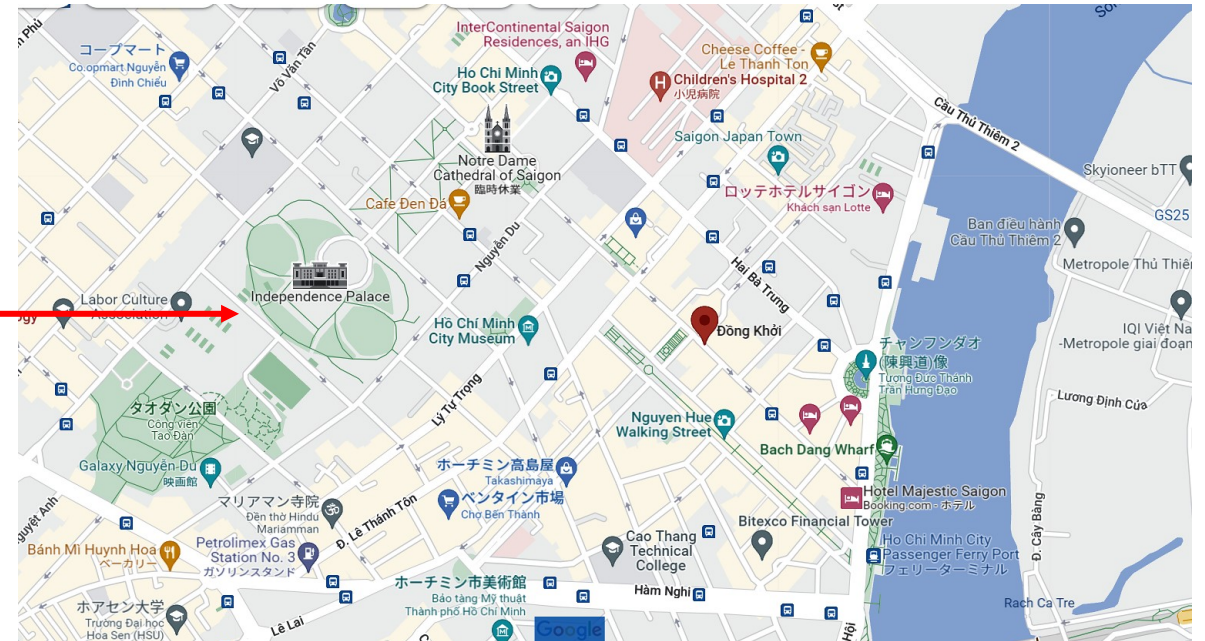 n Phú
コープマート
Co.opmart Nguyễn
Đình Chiểu
Võ Văn Tần
InterContinental Saigon
Residences, an IHG
Ho Chi Minh
City Book Street
Cheese Coffee -
Le Thanh Ton
Children's Hospital 2
小児病院
Cầu Thủ Thiêm 2
Saigon Japan Town
Notre Dame
Cathedral of Saigon
臨時休業
Cafe Đen Đá
ロッテホテルサイゴン
Khách sạn Lotte
Skyioneer bTT
GS25
Ban điều hành
Cầu Thủ Thiêm 2
Metropole Thủ Thiê
Nguyễn Du
Hai Bà Trưng
Independence Palace
Labor Culture
Association
ogy
Hồ Chí Minh
City Museum
Đồng Khởi
チャンフンダオ
(陳興道)像
Tượng Đức Thánh
Trần Hưng Đạo
IQI Việt Na
-Metropole giai đoạn
Lý Tự Trọng
Lương Định Của
タオダン公園
Công viên
Tao Đàn
Nguyen Hue
Walking Street
Bach Dang Wharf
Galaxy Nguyễn Du
映画館
ホーチミン高島屋
Takashimaya
ベンタイン市場
Chợ Bến Thành
マリアマン寺院
Đền thờ Hindu
Mariamman
Đ. Lê Thánh Tôn
Hotel Majestic Saigon
Booking.com - ホテル
Bitexco Financial Tower
Đ. Cây Bàng
uyệt Anh
Bánh Mì Huynh Hoa
ベーカリー
Petrolimex Gas
Station No. 3
ガソリンスタンド
Cao Thang
Technical
College
Ho Chi Minh City
Passenger Ferry Port
フェリーターミナル
ホーチミン市美術館
Bảo tàng Mỹ thuật
Thành phố Hồ Chí Minh
Hàm Nghi
Rach Ca Tre
ホアセン大学
Trường Đại học
Hoa Sen (HSU)
Lê Lai
Google
Hội